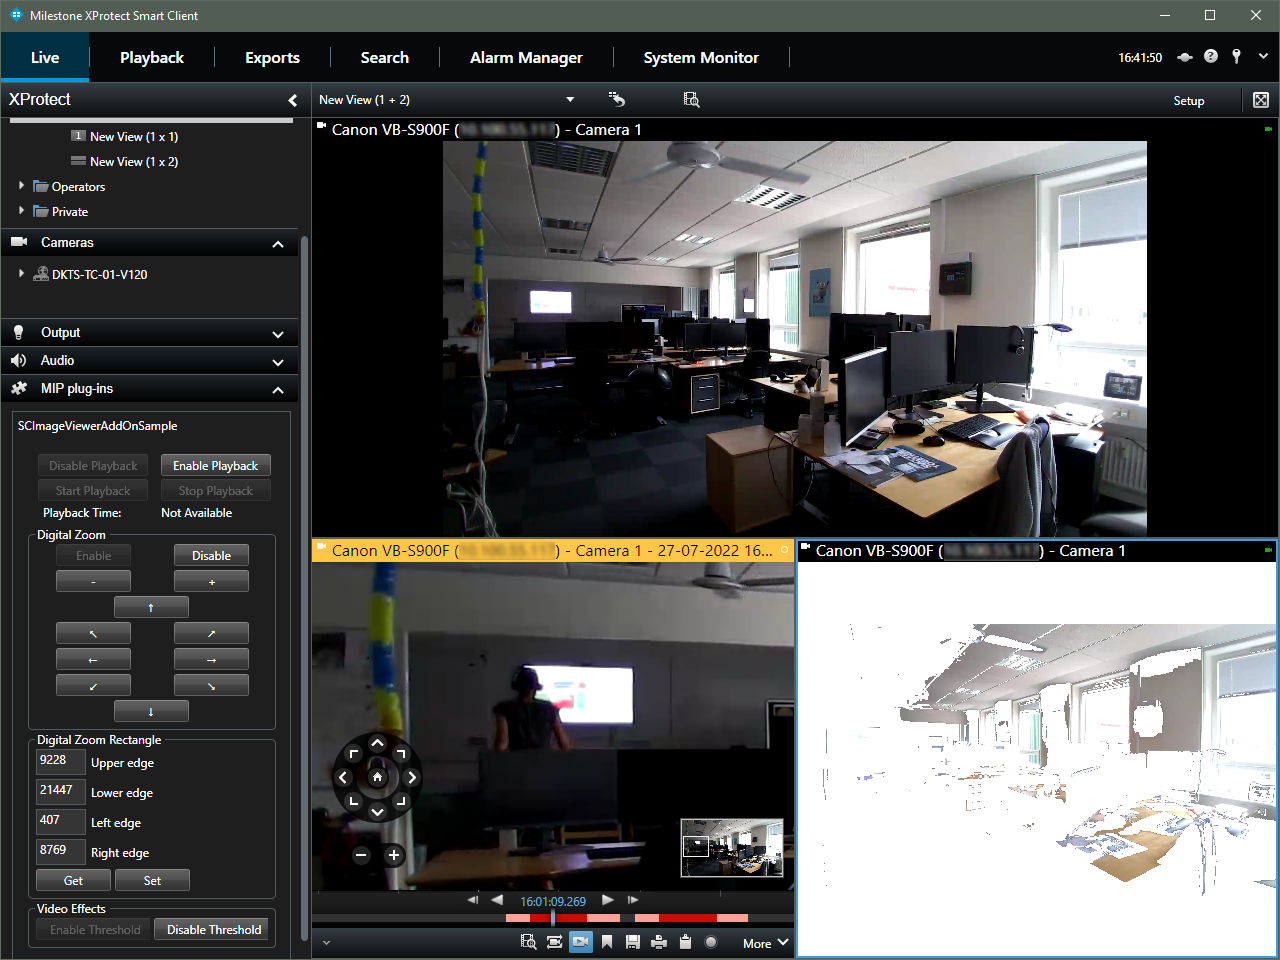 Milestone XProtect Smart Client
Live
Playback
Exports
Search
Alarm Manager
System Monitor
16:41:50
XProtect
New View (1 + 2)
Setup
1 New View (1 x 1)
New View (1 x 2)
Operators
Private
Cameras
DKTS-TC-01-V120
Output
Audio
MIP plug-ins
SCImageViewerAddOnSample
Disable Playback
Enable Playback
Start Playback
Stop Playback
Playback Time:
Not Available
Digital Zoom
Enable
Disable
-
+
↑
↖
↗
←
→
↙
↘
↓
Digital Zoom Rectangle
9228 Upper edge
21447 Lower edge
407 Left edge
8769 Right edge
Get
Set
Video Effects
Enable Threshold
Disable Threshold
Canon VB-S900F ( ) - Camera 1
Canon VB-S900F ( ) - Camera 1 - 27-07-2022 16...
16:01:09.269
More
Canon VB-S900F ( ) - Camera 1